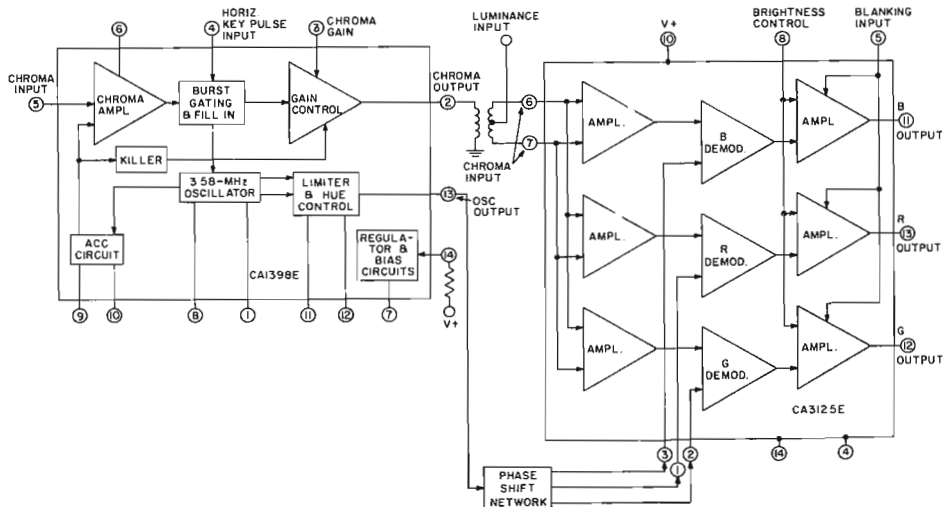 HORIZ
KEY PULSE
INPUT
4
6
3
CHROMA
GAIN
CHROMA
INPUT
5
CHROMA
AMPL
BURST
GATING
& FILL IN
GAIN
CONTROL
CHROMA
OUTPUT
2
KILLER
3.58-MHz
OSCILLATOR
LIMITER
& HUE
CONTROL
13
OSC
OUTPUT
ACC
CIRCUIT
CA1398E
REGULA-
TOR &
BIAS
CIRCUITS
14
V+
9
10
8
1
11
12
7
LUMINANCE
INPUT
6
7
CHROMA
INPUT
V+
10
BRIGHTNESS
CONTROL
8
BLANKING
INPUT
5
AMPL.
B
DEMOD.
AMPL
B
11
OUTPUT
AMPL.
R
DEMOD.
AMPL.
R
13
OUTPUT
AMPL.
G
DEMOD.
AMPL.
G
12
OUTPUT
CA3125E
3
1
2
14
4
PHASE
SHIFT
NETWORK